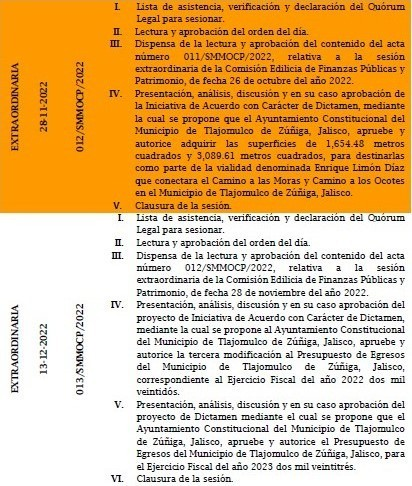 EXTRAORDINARIA
28-11-2022
012/SMMOCP/2022
I. Lista de asistencia, verificación y declaración del Quórum
Legal para sesionar.
II. Lectura y aprobación del orden del día.
III. Dispensa de la lectura y aprobación del contenido del acta
número 011/SMMOCP/2022, relativa a la sesión
extraordinaria de la Comisión Edilicia de Finanzas Públicas y
Patrimonio, de fecha 26 de octubre del año 2022.
IV. Presentación, análisis, discusión y en su caso aprobación de
la Iniciativa de Acuerdo con Carácter de Dictamen, mediante
la cual se propone que el Ayuntamiento Constitucional del
Municipio de Tlajomulco de Zúñiga, Jalisco, apruebe y
autorice adquirir las superficies de 1,654.48 metros
cuadrados y 3,089.61 metros cuadrados, para destinarlas
como parte de la vialidad denominada Enrique Limón Díaz
que conectara el Camino a las Moras y Camino a los Ocotes
en el Municipio de Tlajomulco de Zúñiga, Jalisco.
V. Clausura de la sesión.
EXTRAORDINARIA
13-12-2022
013/SMMOCP/2022
I. Lista de asistencia, verificación y declaración del Quórum
Legal para sesionar.
II. Lectura y aprobación del orden del día.
III. Dispensa de la lectura y aprobación del contenido del acta
número 012/SMMOCP/2022, relativa a la sesión
extraordinaria de la Comisión Edilicia de Finanzas Públicas y
Patrimonio, de fecha 28 de noviembre del año 2022.
IV. Presentación, análisis, discusión y en su caso aprobación del
proyecto de Iniciativa de Acuerdo con Carácter de Dictamen,
mediante la cual se propone al Ayuntamiento Constitucional
del Municipio de Tlajomulco de Zúñiga, Jalisco, apruebe y
autorice la tercera modificación al Presupuesto de Egresos
del Municipio de Tlajomulco de Zúñiga, Jalisco,
correspondiente al Ejercicio Fiscal del año 2022 dos mil
veintidós.
V. Presentación, análisis, discusión y en su caso aprobación del
proyecto de Dictamen mediante el cual se propone que el
Ayuntamiento Constitucional del Municipio de Tlajomulco
de Zúñiga, Jalisco, apruebe y autorice el Presupuesto de
Egresos del Municipio de Tlajomulco de Zúñiga, Jalisco, para
el Ejercicio Fiscal del año 2023 dos mil veintitrés.
VI. Clausura de la sesión.